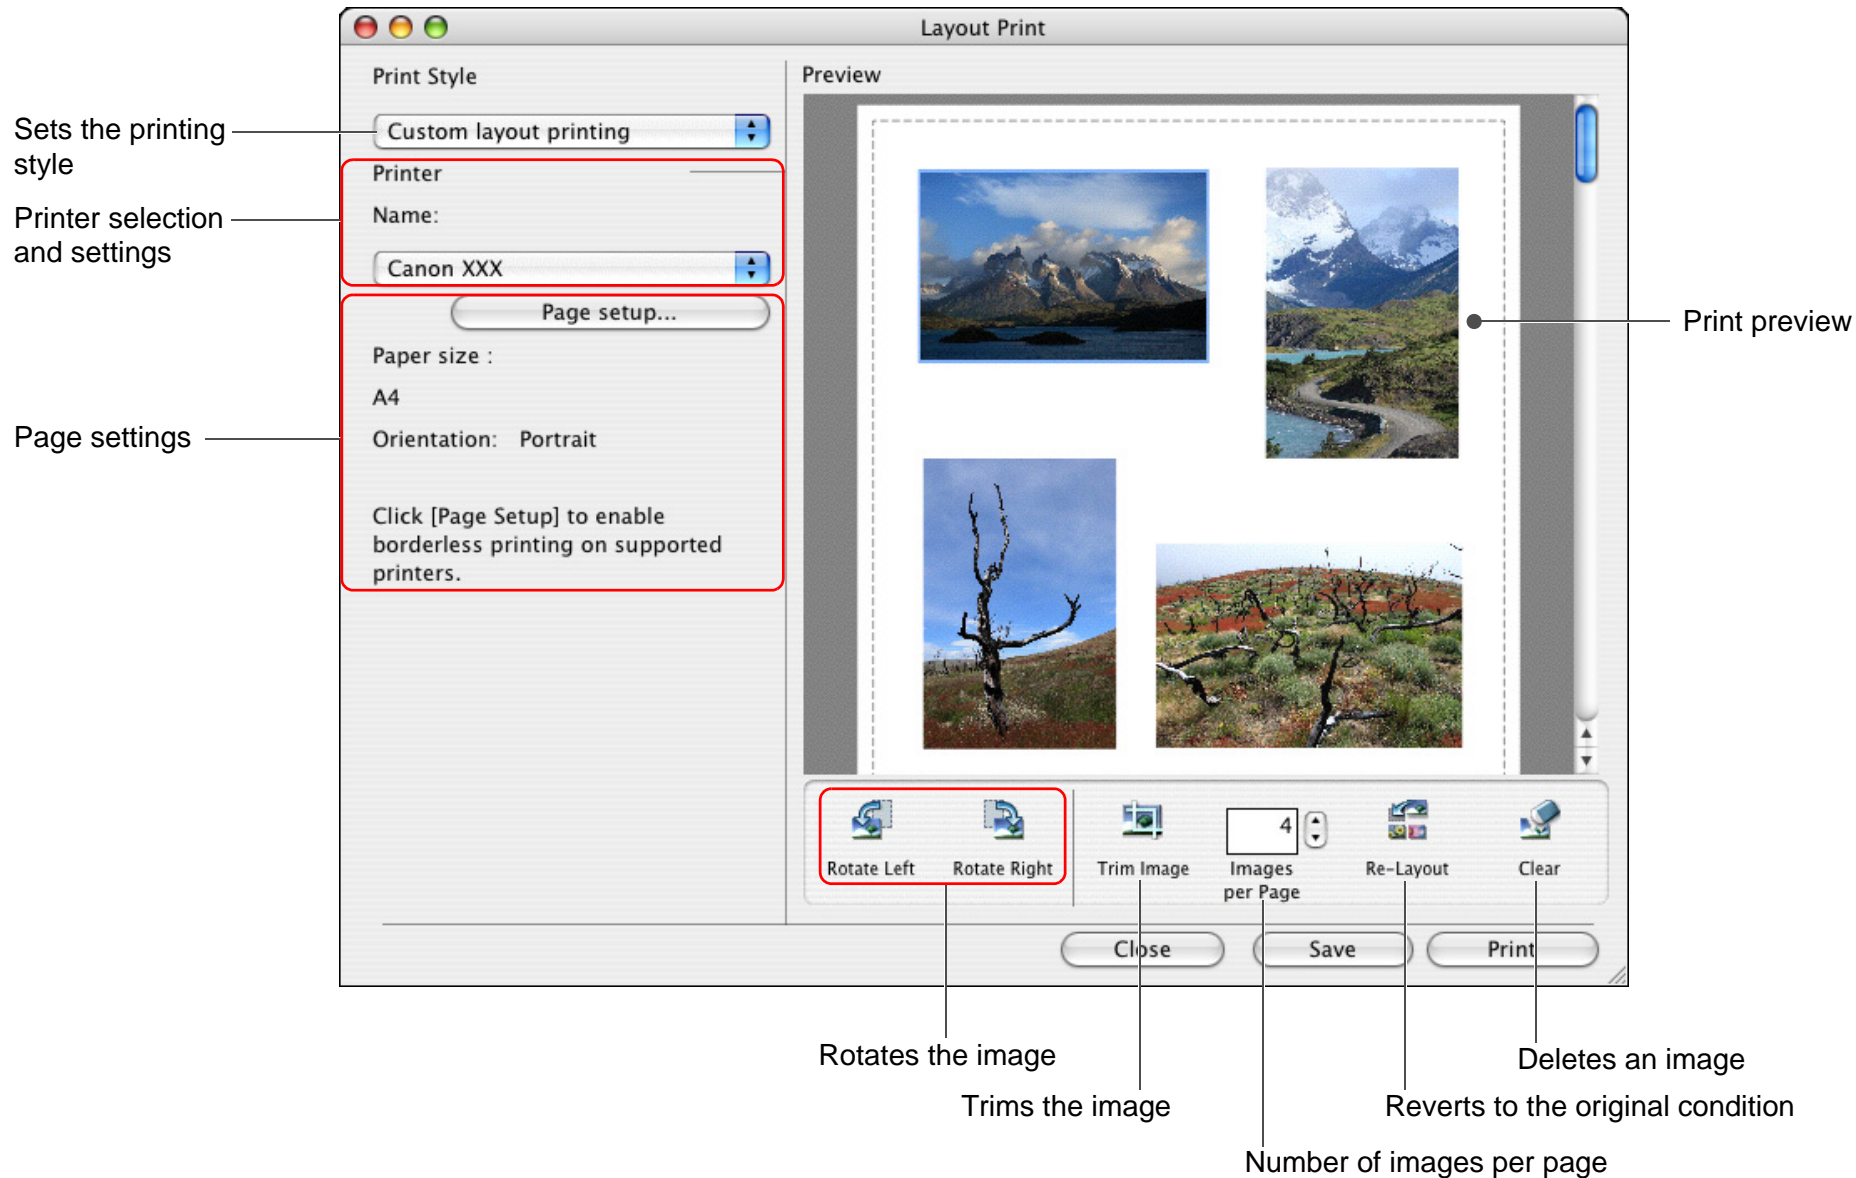 Layout Print
Print Style
Preview
Sets the printing
style
Custom layout printing
Printer selection
and settings
Printer
Name:
Canon XXX
Page settings
Page setup...
Paper size :
A4
Orientation: Portrait
Click [Page Setup] to enable
borderless printing on supported
printers.
Print preview
Rotate Left
Rotate Right
Trim Image
4
Images
per Page
Re-Layout
Clear
Close
Save
Print
Rotates the image
Deletes an image
Trims the image
Reverts to the original condition
Number of images per page